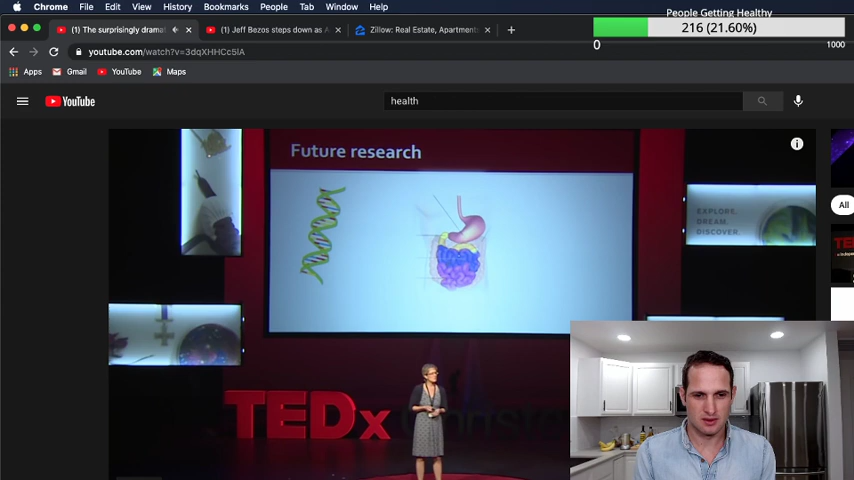 Chrome File Edit View History Bookmarks People Tab Window Help
People Getting Healthy
216 (21.60%)
0 1000
(1) The surprisingly drama
(1) Jeff Bezos steps down as A
Zillow: Real Estate, Apartment
youtube.com/watch?v=3dqXHHCc5lA
Apps Gmail YouTube Maps
YouTube
health
Future research
EXPLORE.
DREAM.
DISCOVER.
All
TEDx